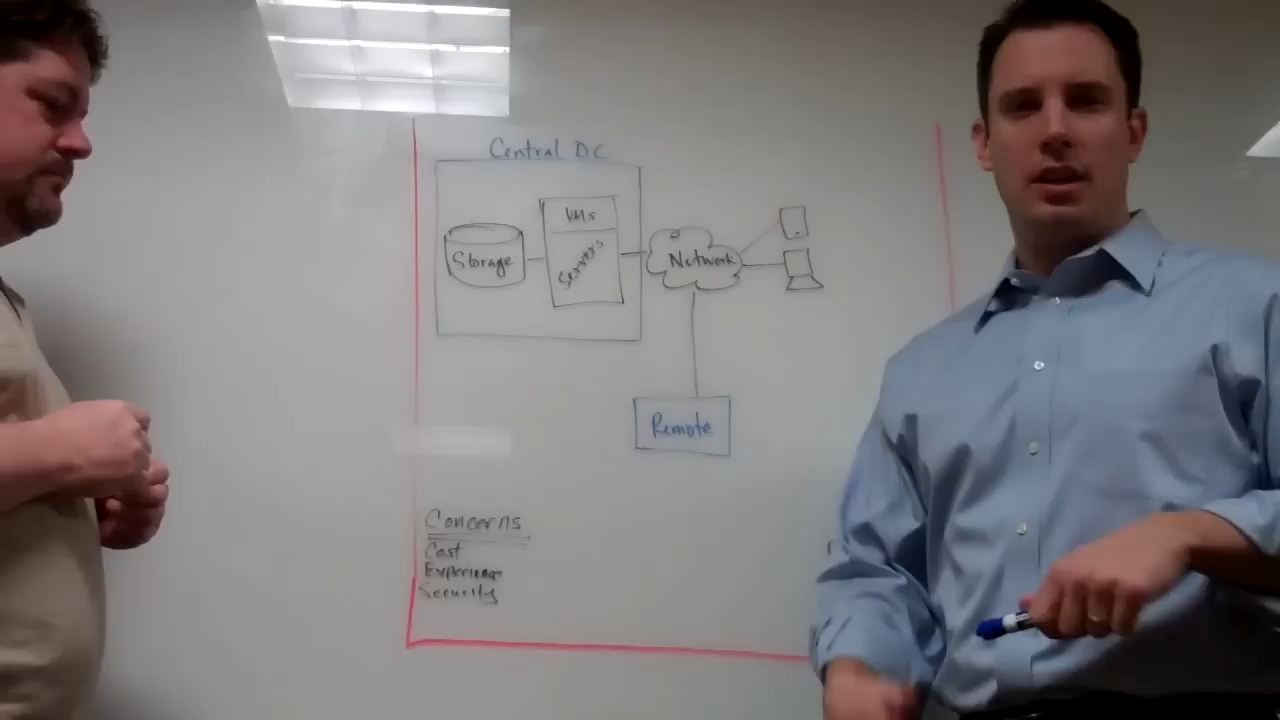 Central DC
VMs
Storage
Servers
Network
Remote
Concerns
Cost
Experience
Security